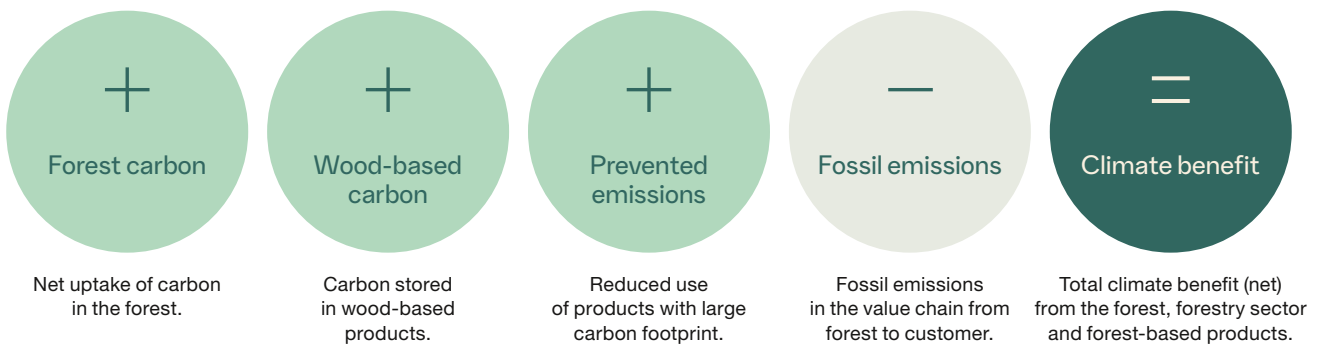 +
Forest carbon
Net uptake of carbon
in the forest.
+
Wood-based
carbon
Carbon stored
in wood-based
products.
+
Prevented
emissions
Reduced use
of products with large
carbon footprint.
−
Fossil emissions
Fossil emissions
in the value chain from
forest to customer.
=
Climate benefit
Total climate benefit (net)
from the forest, forestry sector
and forest-based products.